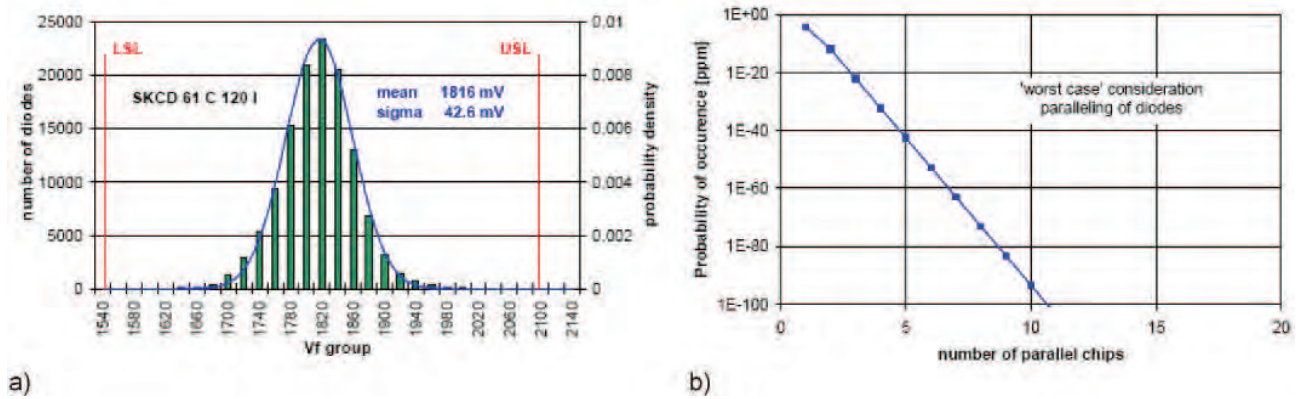 25000
20000
15000
10000
5000
0
number of diodes
LSL
USL
SKCD 61 C 120 I
mean 1816 mV
sigma 42.6 mV
0.01
0.008
0.006
0.004
0.002
0
probability density
1540
1580
1620
1660
1700
1740
1780
1820
1860
1900
1940
1980
2020
2060
2100
2140
Vf group
a)
1E+00
1E-20
1E-40
1E-60
1E-80
1E-100
Probability of occurence [ppm]
'worst case' consideration
paralleling of diodes
0
5
10
15
20
number of parallel chips
b)